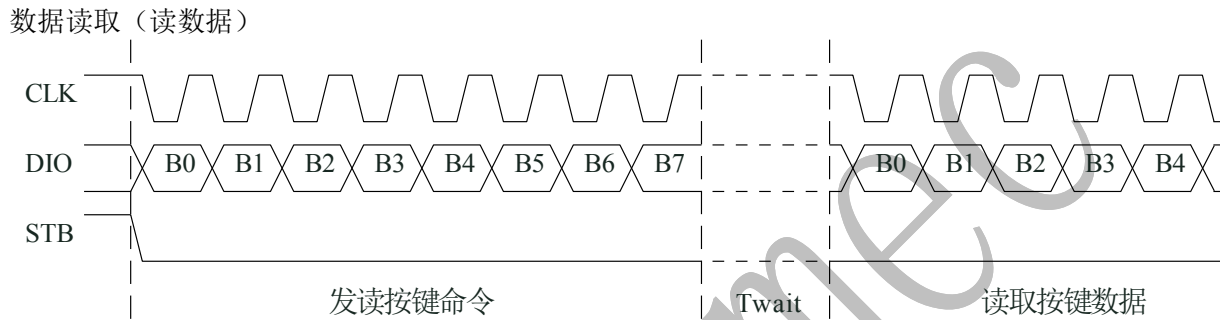 数据读取（读数据）
CLK
DIO B0 B1 B2 B3 B4 B5 B6 B7 B0 B1 B2 B3 B4
STB
发读按键命令 Twait 读取按键数据